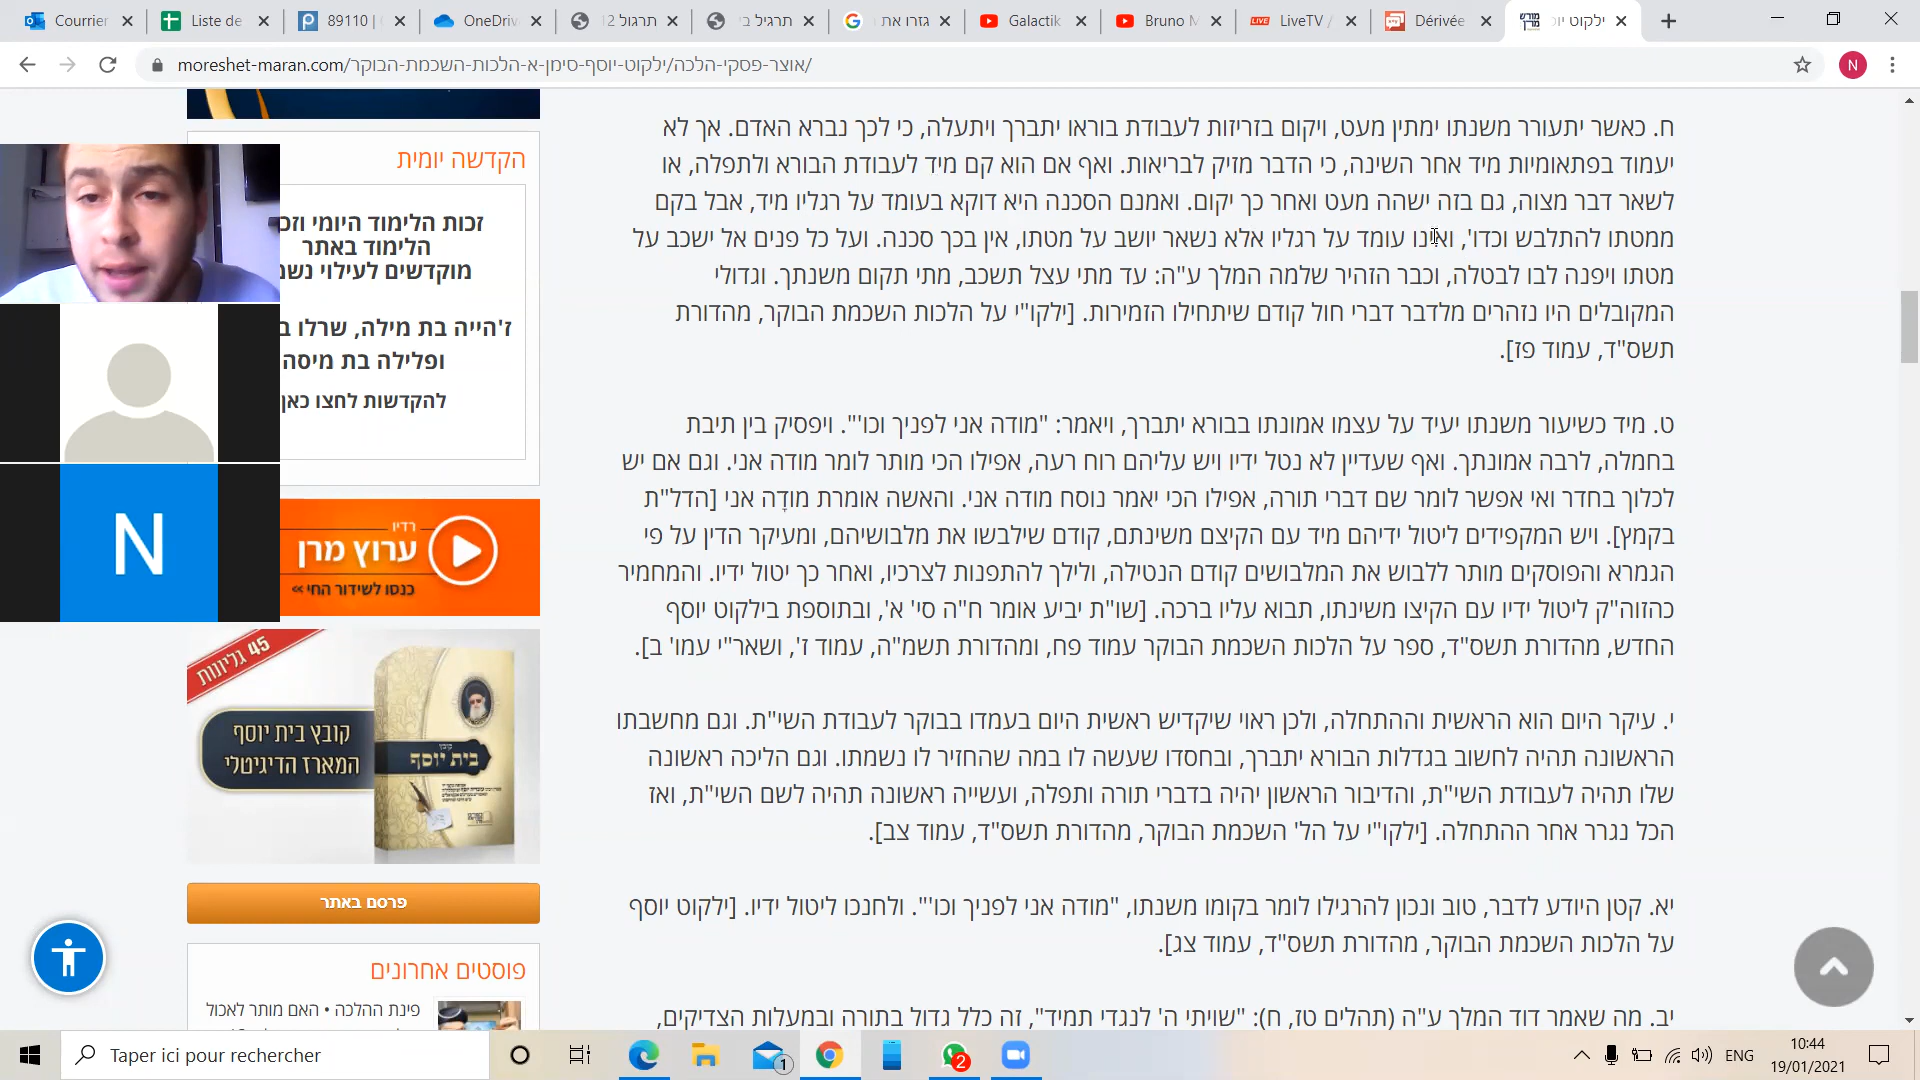 Courrier
Liste de
89110 | (
OneDriv
תרגול 12
תרגיל בי
גזרו את
Galactik
Bruno M
LIVE LiveTV /
Dérivée
ילקוט יו
moreshet-maran.com/אוצר-פסקי-הלכה/ילקוט-יוסף-סימן-א-הלכות-השכמת-הבוקר/
N
ח. כאשר יתעורר משנתו ימתין מעט, ויקום בזריזות לעבודת בוראו יתברך ויתעלה, כי לכך נברא האדם. אך לא
יעמוד בפתאומיות מיד אחר השינה, כי הדבר מזיק לבריאות. ואף אם הוא קם מיד לעבודת הבורא ולתפלה, או
לשאר דבר מצוה, גם בזה ישהה מעט ואחר כך יקום. ואמנם הסכנה היא דוקא בעומד על רגליו מיד, אבל בקם
ממטתו להתלבש וכדו', ואינו עומד על רגליו אלא נשאר יושב על מטתו, אין בכך סכנה. ועל כל פנים אל ישכב על
מטתו ויפנה לבו לבטלה, וכבר הזהיר שלמה המלך ע"ה: עד מתי עצל תשכב, מתי תקום משנתך. וגדולי
המקובלים היו נזהרים מלדבר דברי חול קודם שיתחילו הזמירות. [ילקו"י על הלכות השכמת הבוקר, מהדורת
תשס"ד, עמוד פז].
ט. מיד כשיעור משנתו יעיד על עצמו אמונתו בבורא יתברך, ויאמר: "מודה אני לפניך וכו'". ויפסיק בין תיבת
בחמלה, לרבה אמונתך. ואף שעדיין לא נטל ידיו ויש עליהם רוח רעה, אפילו הכי מותר לומר מודה אני. וגם אם יש
לכלוך בחדר ואי אפשר לומר שם דברי תורה, אפילו הכי יאמר נוסח מודה אני. והאשה אומרת מודָה אני [הדל"ת
בקמץ]. ויש המקפידים ליטול ידיהם מיד עם הקיצם משינתם, קודם שילבשו את מלבושיהם, ומעיקר הדין על פי
הגמרא והפוסקים מותר ללבוש את המלבושים קודם הנטילה, ולילך להתפנות לצרכיו, ואחר כך יטול ידיו. והמחמיר
כהזוה"ק ליטול ידיו עם הקיצו משינתו, תבוא עליו ברכה. [שו"ת יביע אומר ח"ה סי' א', ובתוספת בילקוט יוסף
החדש, מהדורת תשס"ד, ספר על הלכות השכמת הבוקר עמוד פח, ומהדורת תשמ"ה, עמוד ז', ושאר"י עמו' ב].
י. עיקר היום הוא הראשית וההתחלה, ולכן ראוי שיקדיש ראשית היום בעמדו בבוקר לעבודת השי"ת. וגם מחשבתו
הראשונה תהיה לחשוב בגדלות הבורא יתברך, ובחסדו שעשה לו במה שהחזיר לו נשמתו. וגם הליכה ראשונה
שלו תהיה לעבודת השי"ת, והדיבור הראשון יהיה בדברי תורה ותפלה, ועשייה ראשונה תהיה לשם השי"ת, ואז
הכל נגרר אחר ההתחלה. [ילקו"י על הל' השכמת הבוקר, מהדורת תשס"ד, עמוד צב].
יא. קטן היודע לדבר, טוב ונכון להרגילו לומר בקומו משנתו, "מודה אני לפניך וכו'". ולחנכו ליטול ידיו. [ילקוט יוסף
על הלכות השכמת הבוקר, מהדורת תשס"ד, עמוד צג].
יב. מה שאמר דוד המלך ע"ה (תהלים טז, ח): "שויתי ה' לנגדי תמיד", זה כלל גדול בתורה ובמעלות הצדיקים,
הקדשה יומית
זכות הלימוד היומי וזכ
הלימוד באתר
מוקדשים לעילוי נשמ
ז'הייה בת מילה, שרלו ב
ופלילה בת מיסה
להקדשות לחצו כאן
N
רדיו
ערוץ מרן
כנסו לשידור החי >>
45 גליונות
קובץ בית יוסף
המארז הדיגיטלי
בית יוסף
פרסם באתר
פוסטים אחרונים
פינת ההלכה • האם מותר לאכול
Taper ici pour rechercher
1
2
ENG
10:44
19/01/2021